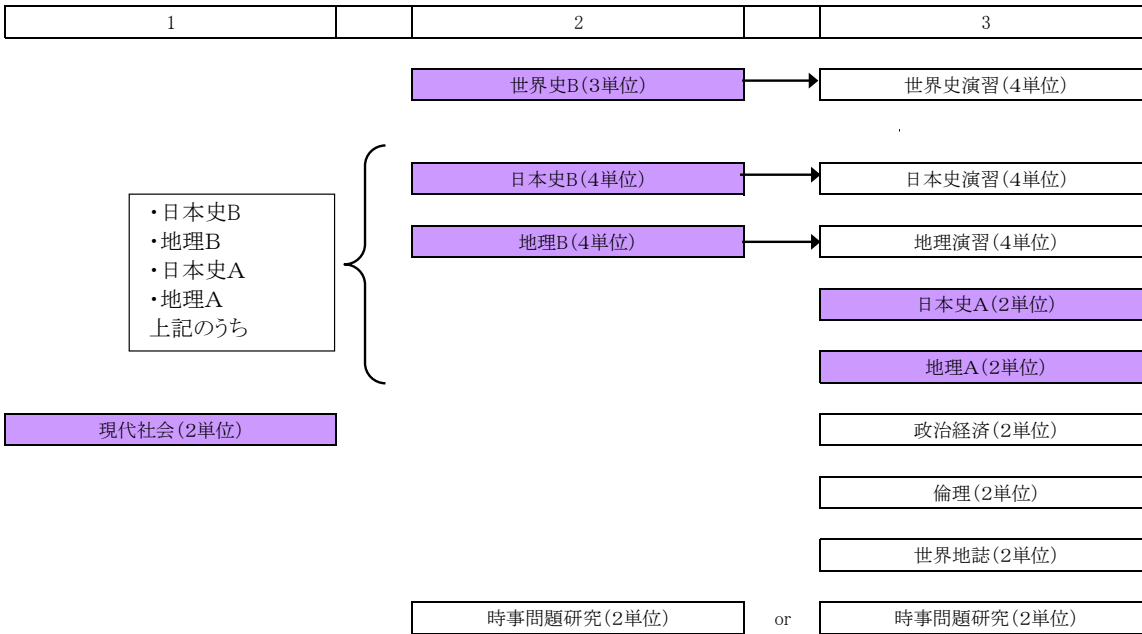 1 2 3
世界史B(3単位) 世界史演習(4単位)
日本史B(4単位) 日本史演習(4単位)
・日本史B
・地理B
・日本史A
・地理A
上記のうち
地理B(4単位) 地理演習(4単位)
日本史A(2単位)
地理A(2単位)
現代社会(2単位) 政治経済(2単位)
倫理(2単位)
世界地誌(2単位)
時事問題研究(2単位) or 時事問題研究(2単位)